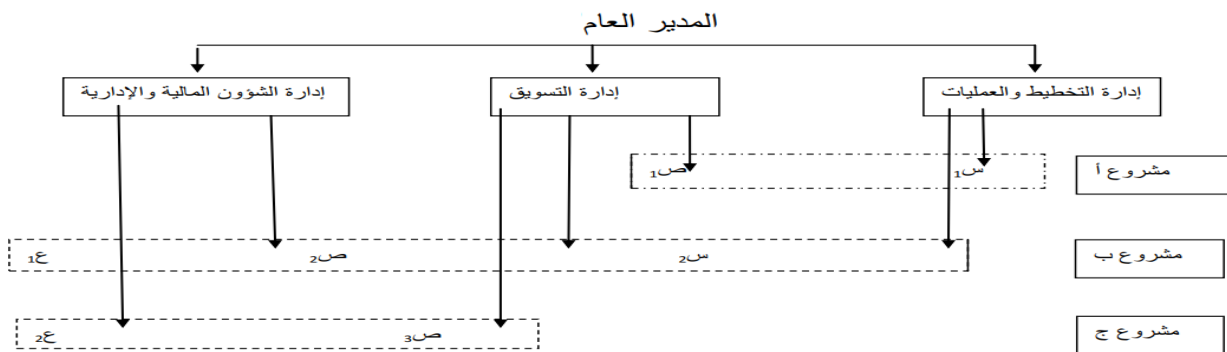 المدير العام
إدارة التخطيط والعمليات
إدارة التسويق
إدارة الشؤون المالية والإدارية
مشروع أ
س1
ص1
مشروع ب
س2
ص2
ع1
مشروع ج
ص3
ع2